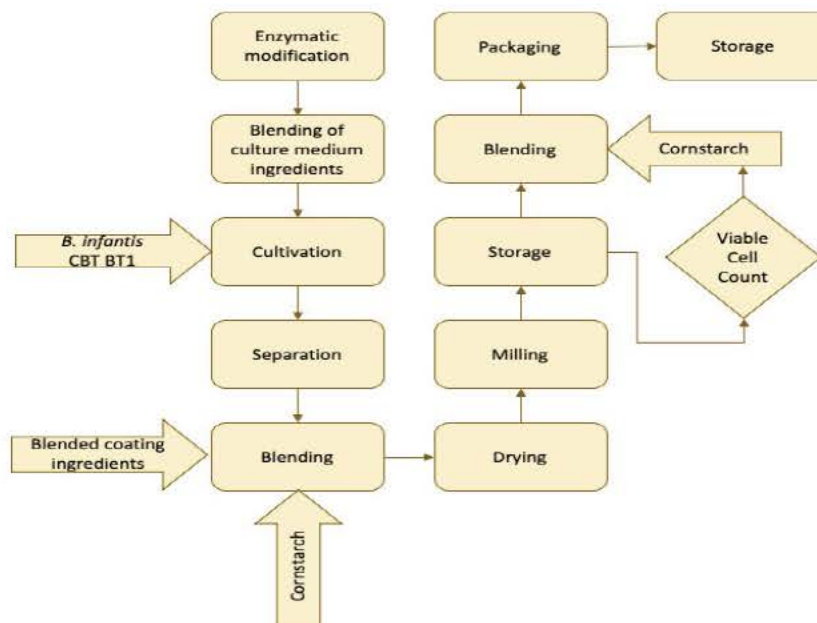 Enzymatic
modification
Blending of
culture medium
ingredients
B. infantis
CBT BT1
Cultivation
Separation
Blended coating
ingredients
Blending
Cornstarch
Drying
Milling
Storage
Viable
Cell
Count
Cornstarch
Blending
Packaging
Storage